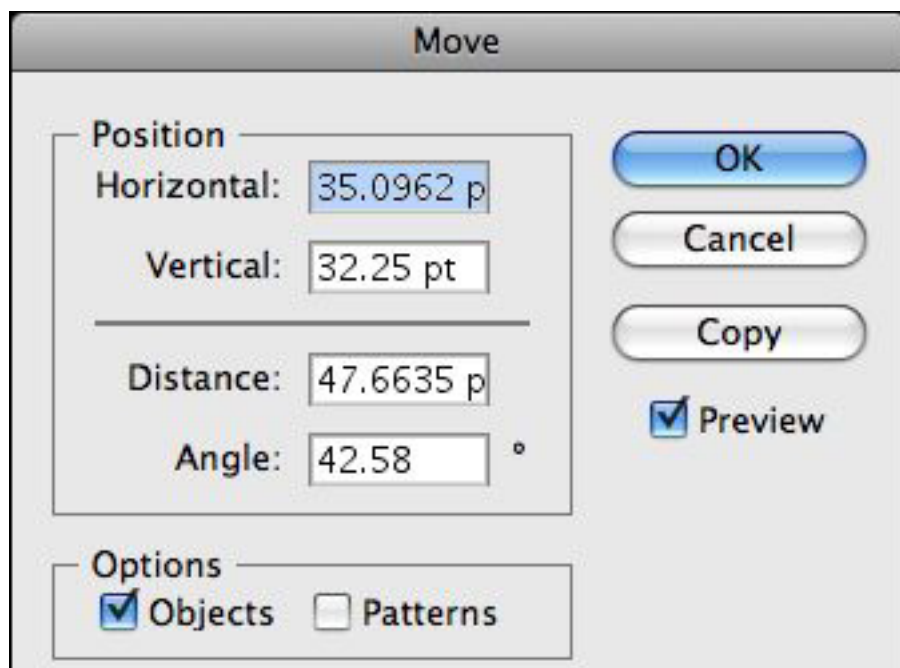 Move
Position
Horizontal: 35.0962 p
Vertical: 32.25 pt
Distance: 47.6635 p
Angle: 42.58 °
OK
Cancel
Copy
Preview
Options
Objects Patterns